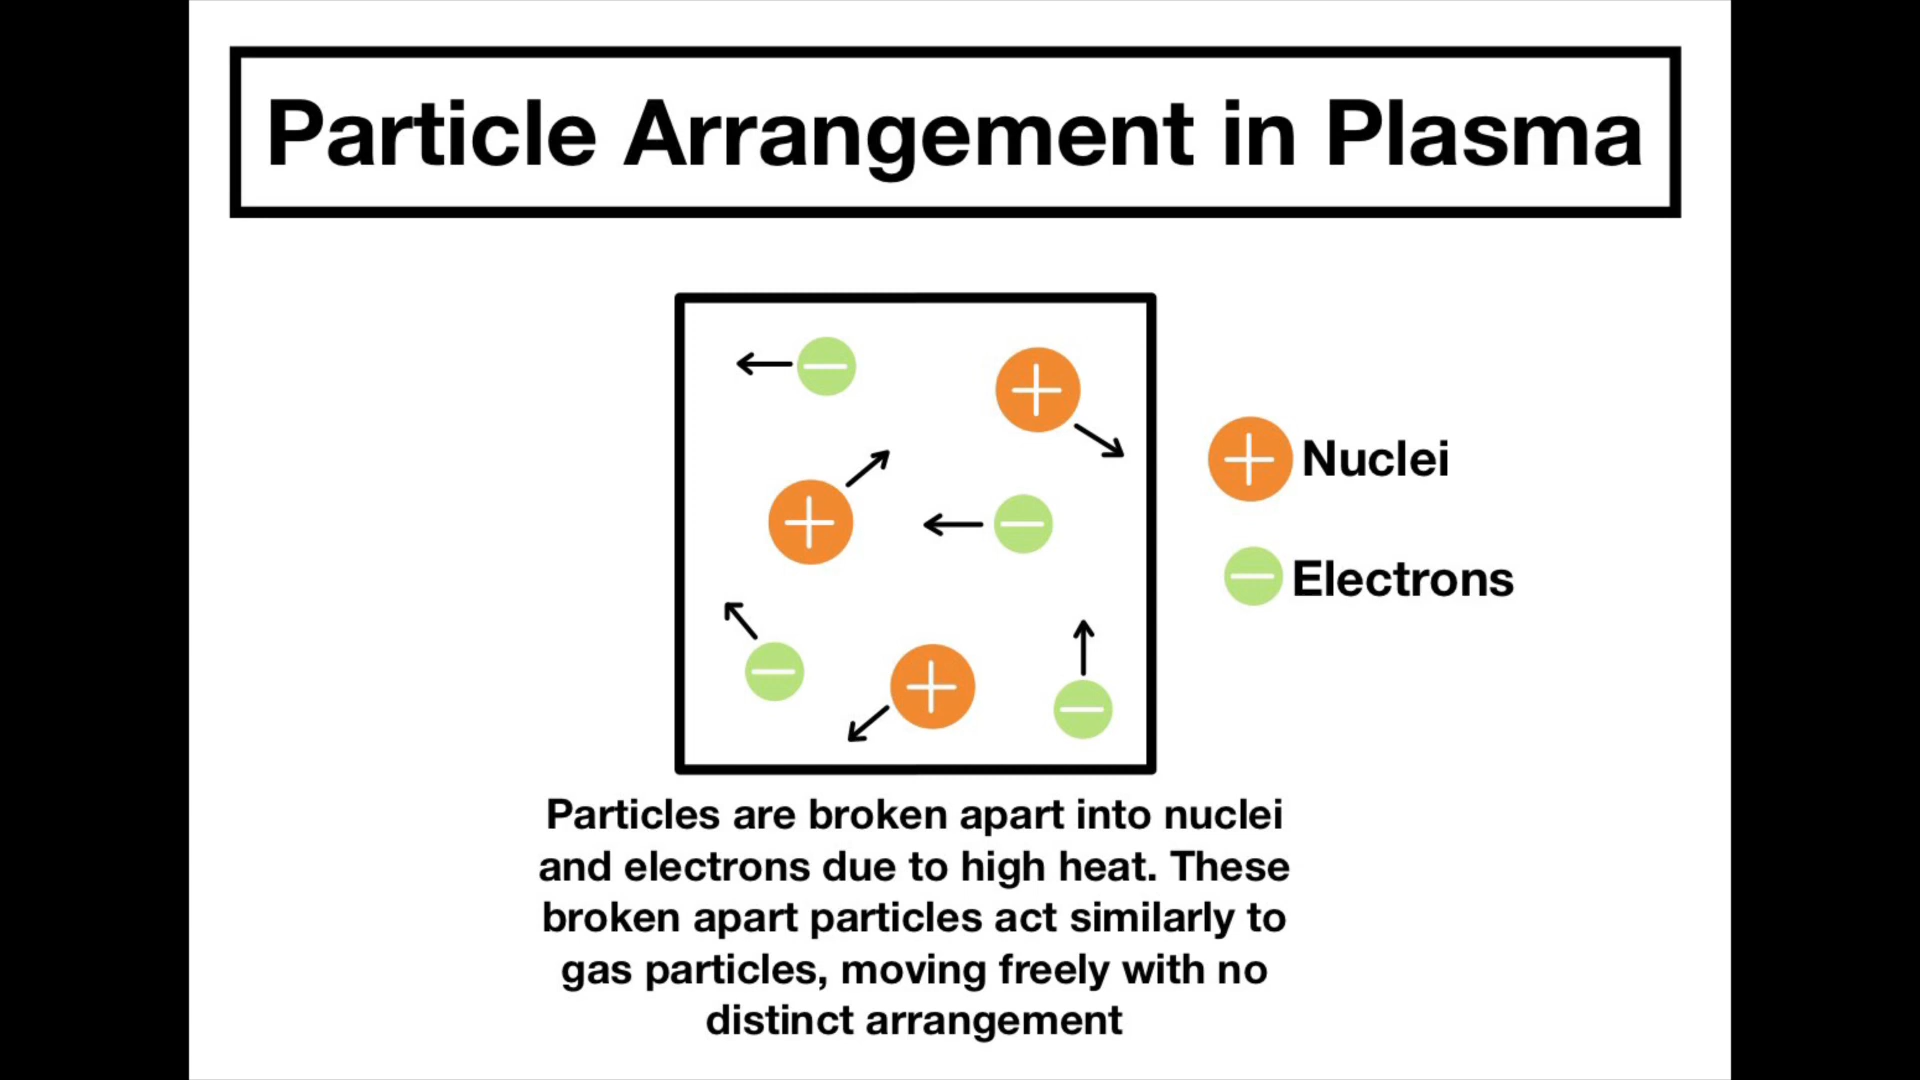 Particle Arrangement in Plasma
Nuclei
Electrons
Particles are broken apart into nuclei
and electrons due to high heat. These
broken apart particles act similarly to
gas particles, moving freely with no
distinct arrangement